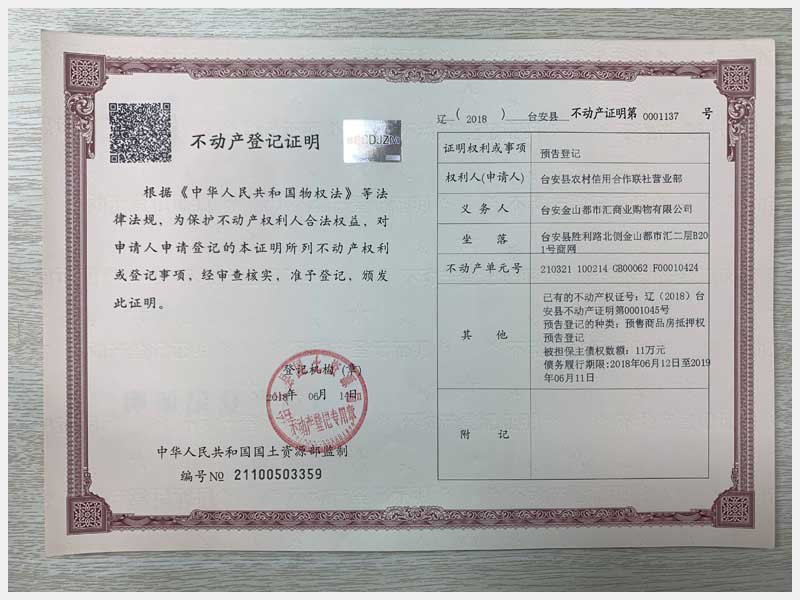 不动产登记证明
根据《中华人民共和国物权法》等法
律法规，为保护不动产权利人合法权益，对
申请人申请登记的本证明所列不动产权利
或登记事项，经审查核实，准予登记，颁发
此证明。
登记机构（章）
2018年 06月 14日
不动产登记专用章
中华人民共和国国土资源部监制
编号№ 21100503359
辽（2018）台安县 不动产证明第 0001137 号
证明权利或事项 预告登记
权利人(申请人) 台安县农村信用合作联社营业部
义务人 台安金山都市汇商业购物有限公司
坐落 台安县胜利路北侧金山都市汇二层B20
1号商网
不动产单元号 210321 100214 GB00062 F00010424
其他
已有的不动产权证号：辽（2018）台
安县不动产证明第0001045号
预告登记的种类：预售商品房抵押权
预告登记
被担保主债权数额：11万元
债务履行期限:2018年06月12日至2019
年06月11日
附记